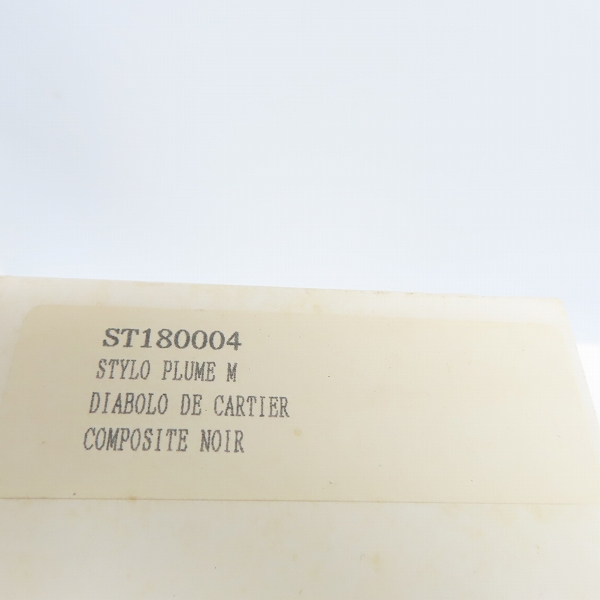 ST180004
STYLO PLUME M
DIABOLO DE CARTIER
COMPOSITE NOIR